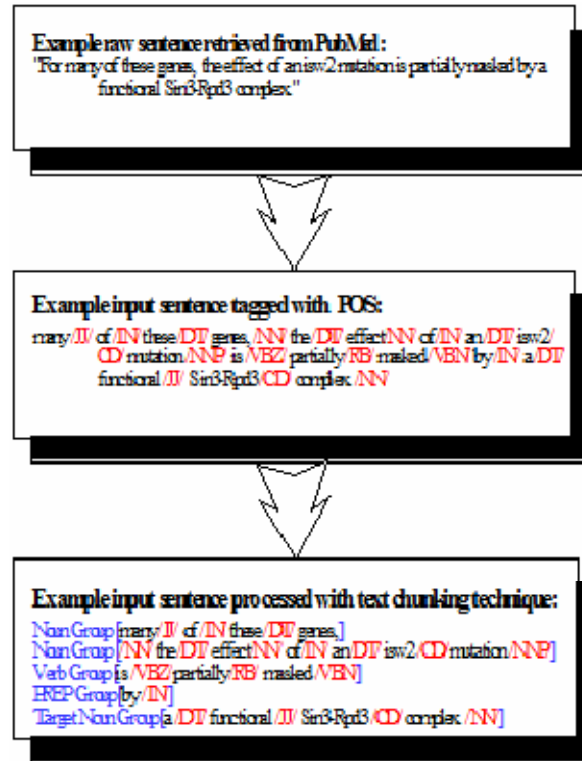 Example raw sentence retrieved from PubMed:
"For many of these genes, the effect of an isw2 mutation is partially masked by a
functional Sin3-Rpd3 complex."
Example input sentence tagged with POS:
many /JJ/ of /IN/ these /DT/ genes, /NN/ the /DT/ effect NN/ of /IN/ an /DT/ isw2/
CD/ mutation /NNP/ is /VBZ/ partially /RB/ masked /VBN/ by /IN/ a /DT/
functional /JJ/ Sin3-Rpd3 /CD/ complex. /NN/
Example input sentence processed with text chunking technique:
Noun Group[many /JJ/ of /IN/ these /DT/ genes,]
Noun Group[/NN/ the /DT/ effect NN/ of /IN/ an /DT/ isw2 /CD/ mutation /NNP]
Verb Group[is /VBZ/ partially /RB/ masked /VBN]
PREP Group[by /IN]
Target Noun Group[a /DT/ functional /JJ/ Sin3-Rpd3 /CD/ complex. /NN/]